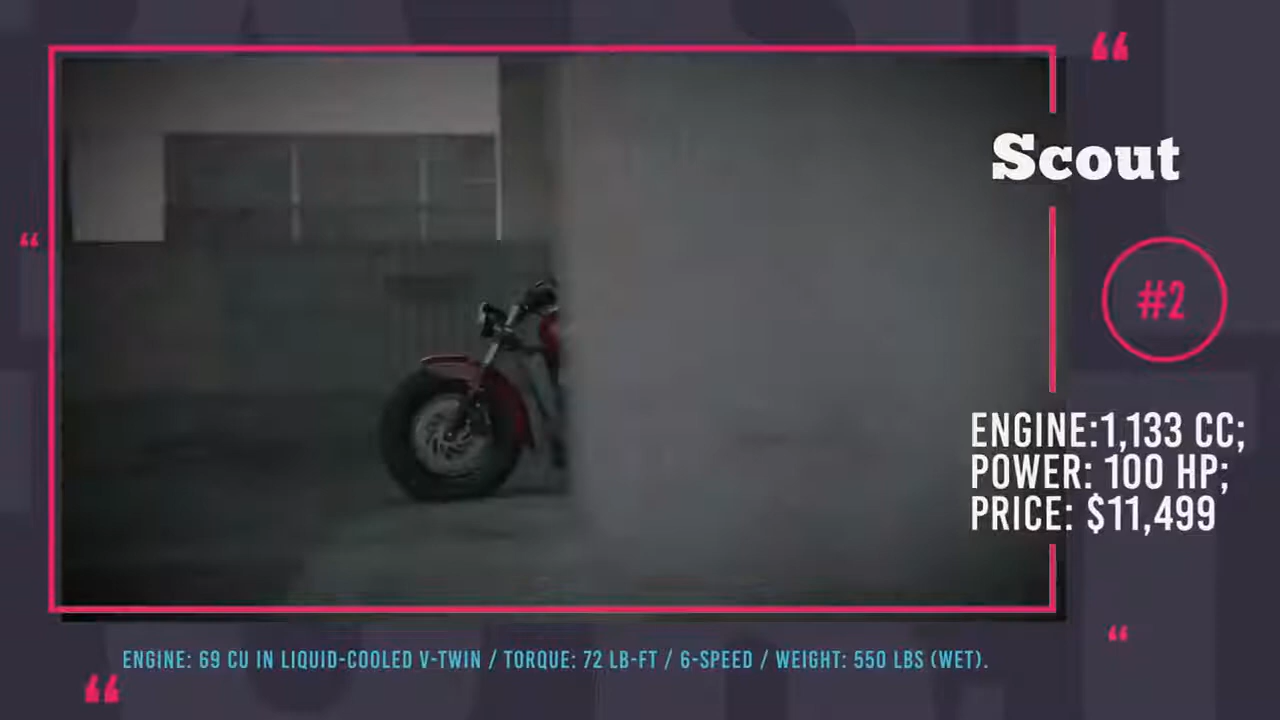 Scout
#2
ENGINE:1,133 CC;
POWER: 100 HP;
PRICE: $11,499
ENGINE: 69 CU IN LIQUID-COOLED V-TWIN / TORQUE: 72 LB-FT / 6-SPEED / WEIGHT: 550 LBS (WET).